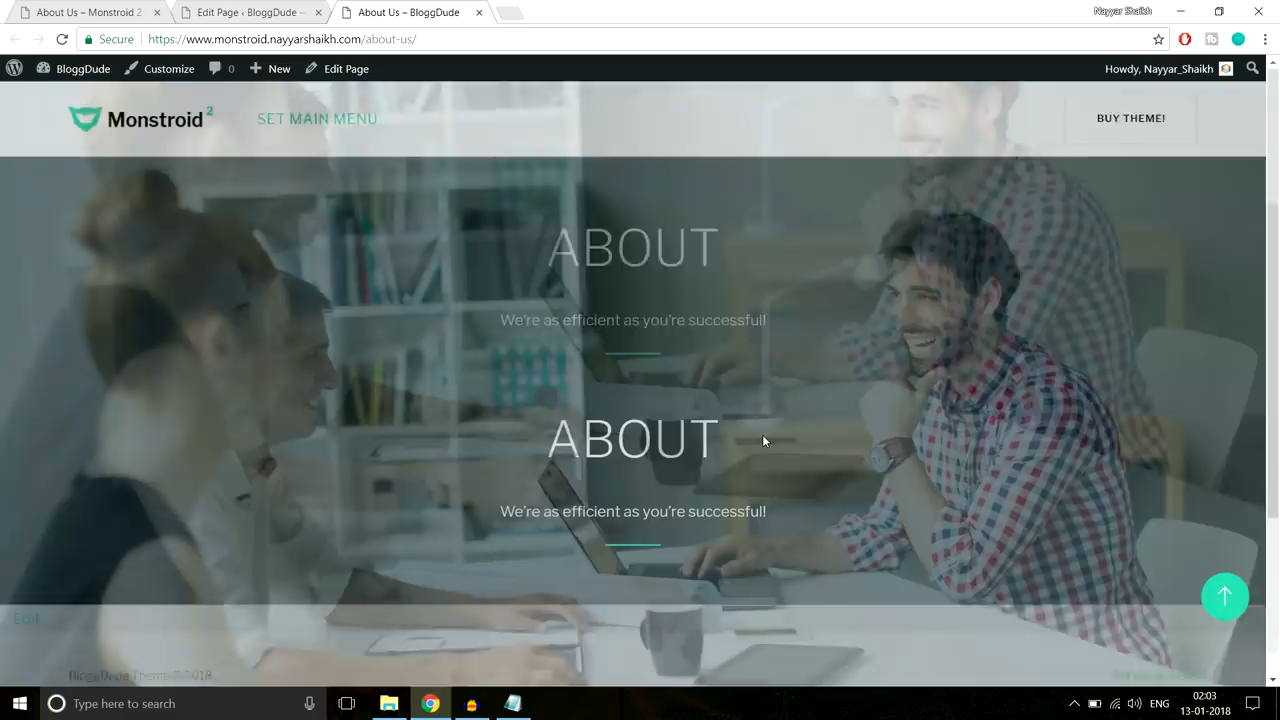 About Us – Monstroid 2
Edit Page ‹ BloggDude –
About Us – BloggDude
Nayyar Shaikh
Secure
https://www.monstroid.nayyarshaikh.com/about-us/
BloggDude
Customize
0
New
Edit Page
Howdy, Nayyar_Shaikh
Monstroid 2
SET MAIN MENU
BUY THEME!
ABOUT
We're as efficient as you're successful!
ABOUT
We're as efficient as you're successful!
Edit
BloggDude Theme © 2018
Type here to search
ENG
02:03
13-01-2018